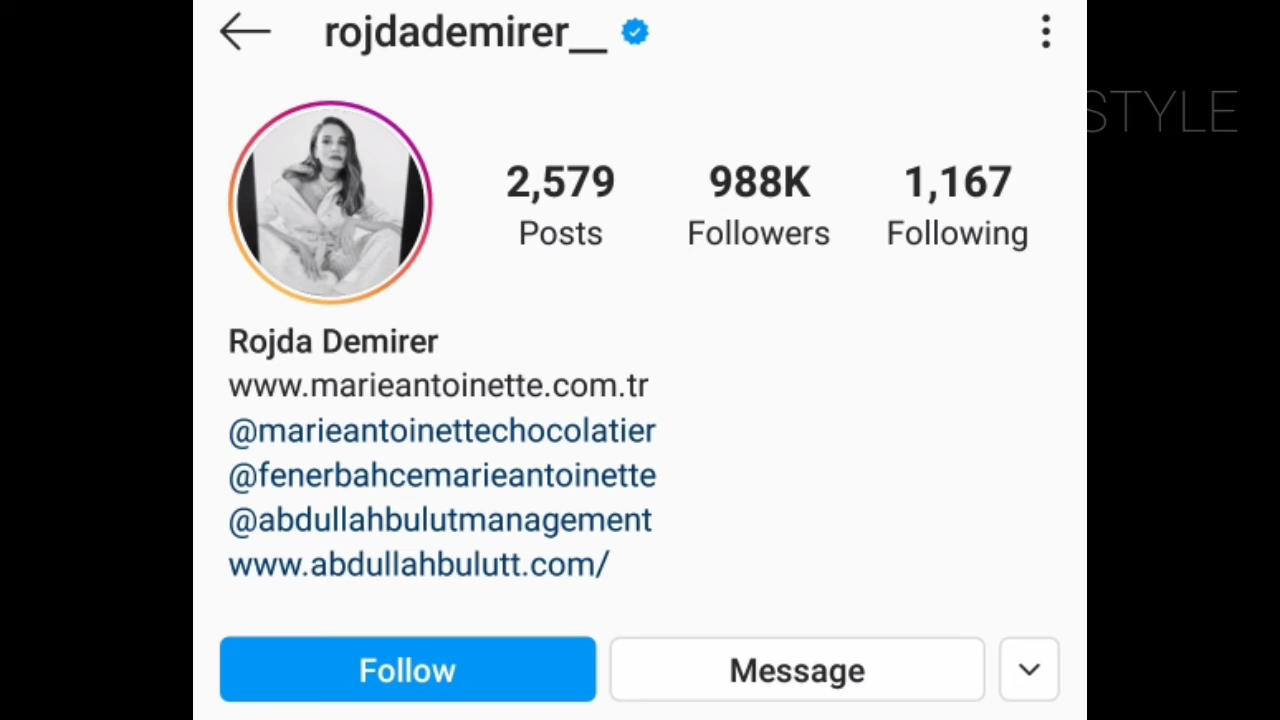 rojdademirer__
STYLE
2,579 988K 1,167
Posts Followers Following
Rojda Demirer
www.marieantoinette.com.tr
@marieantoinettechocolatier
@fenerbahcemarieantoinette
@abdullahbulutmanagement
www.abdullahbulutt.com/
Follow Message